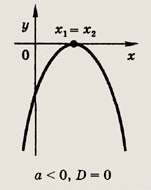 y
x₁ = x₂
0
x
a < 0, D = 0